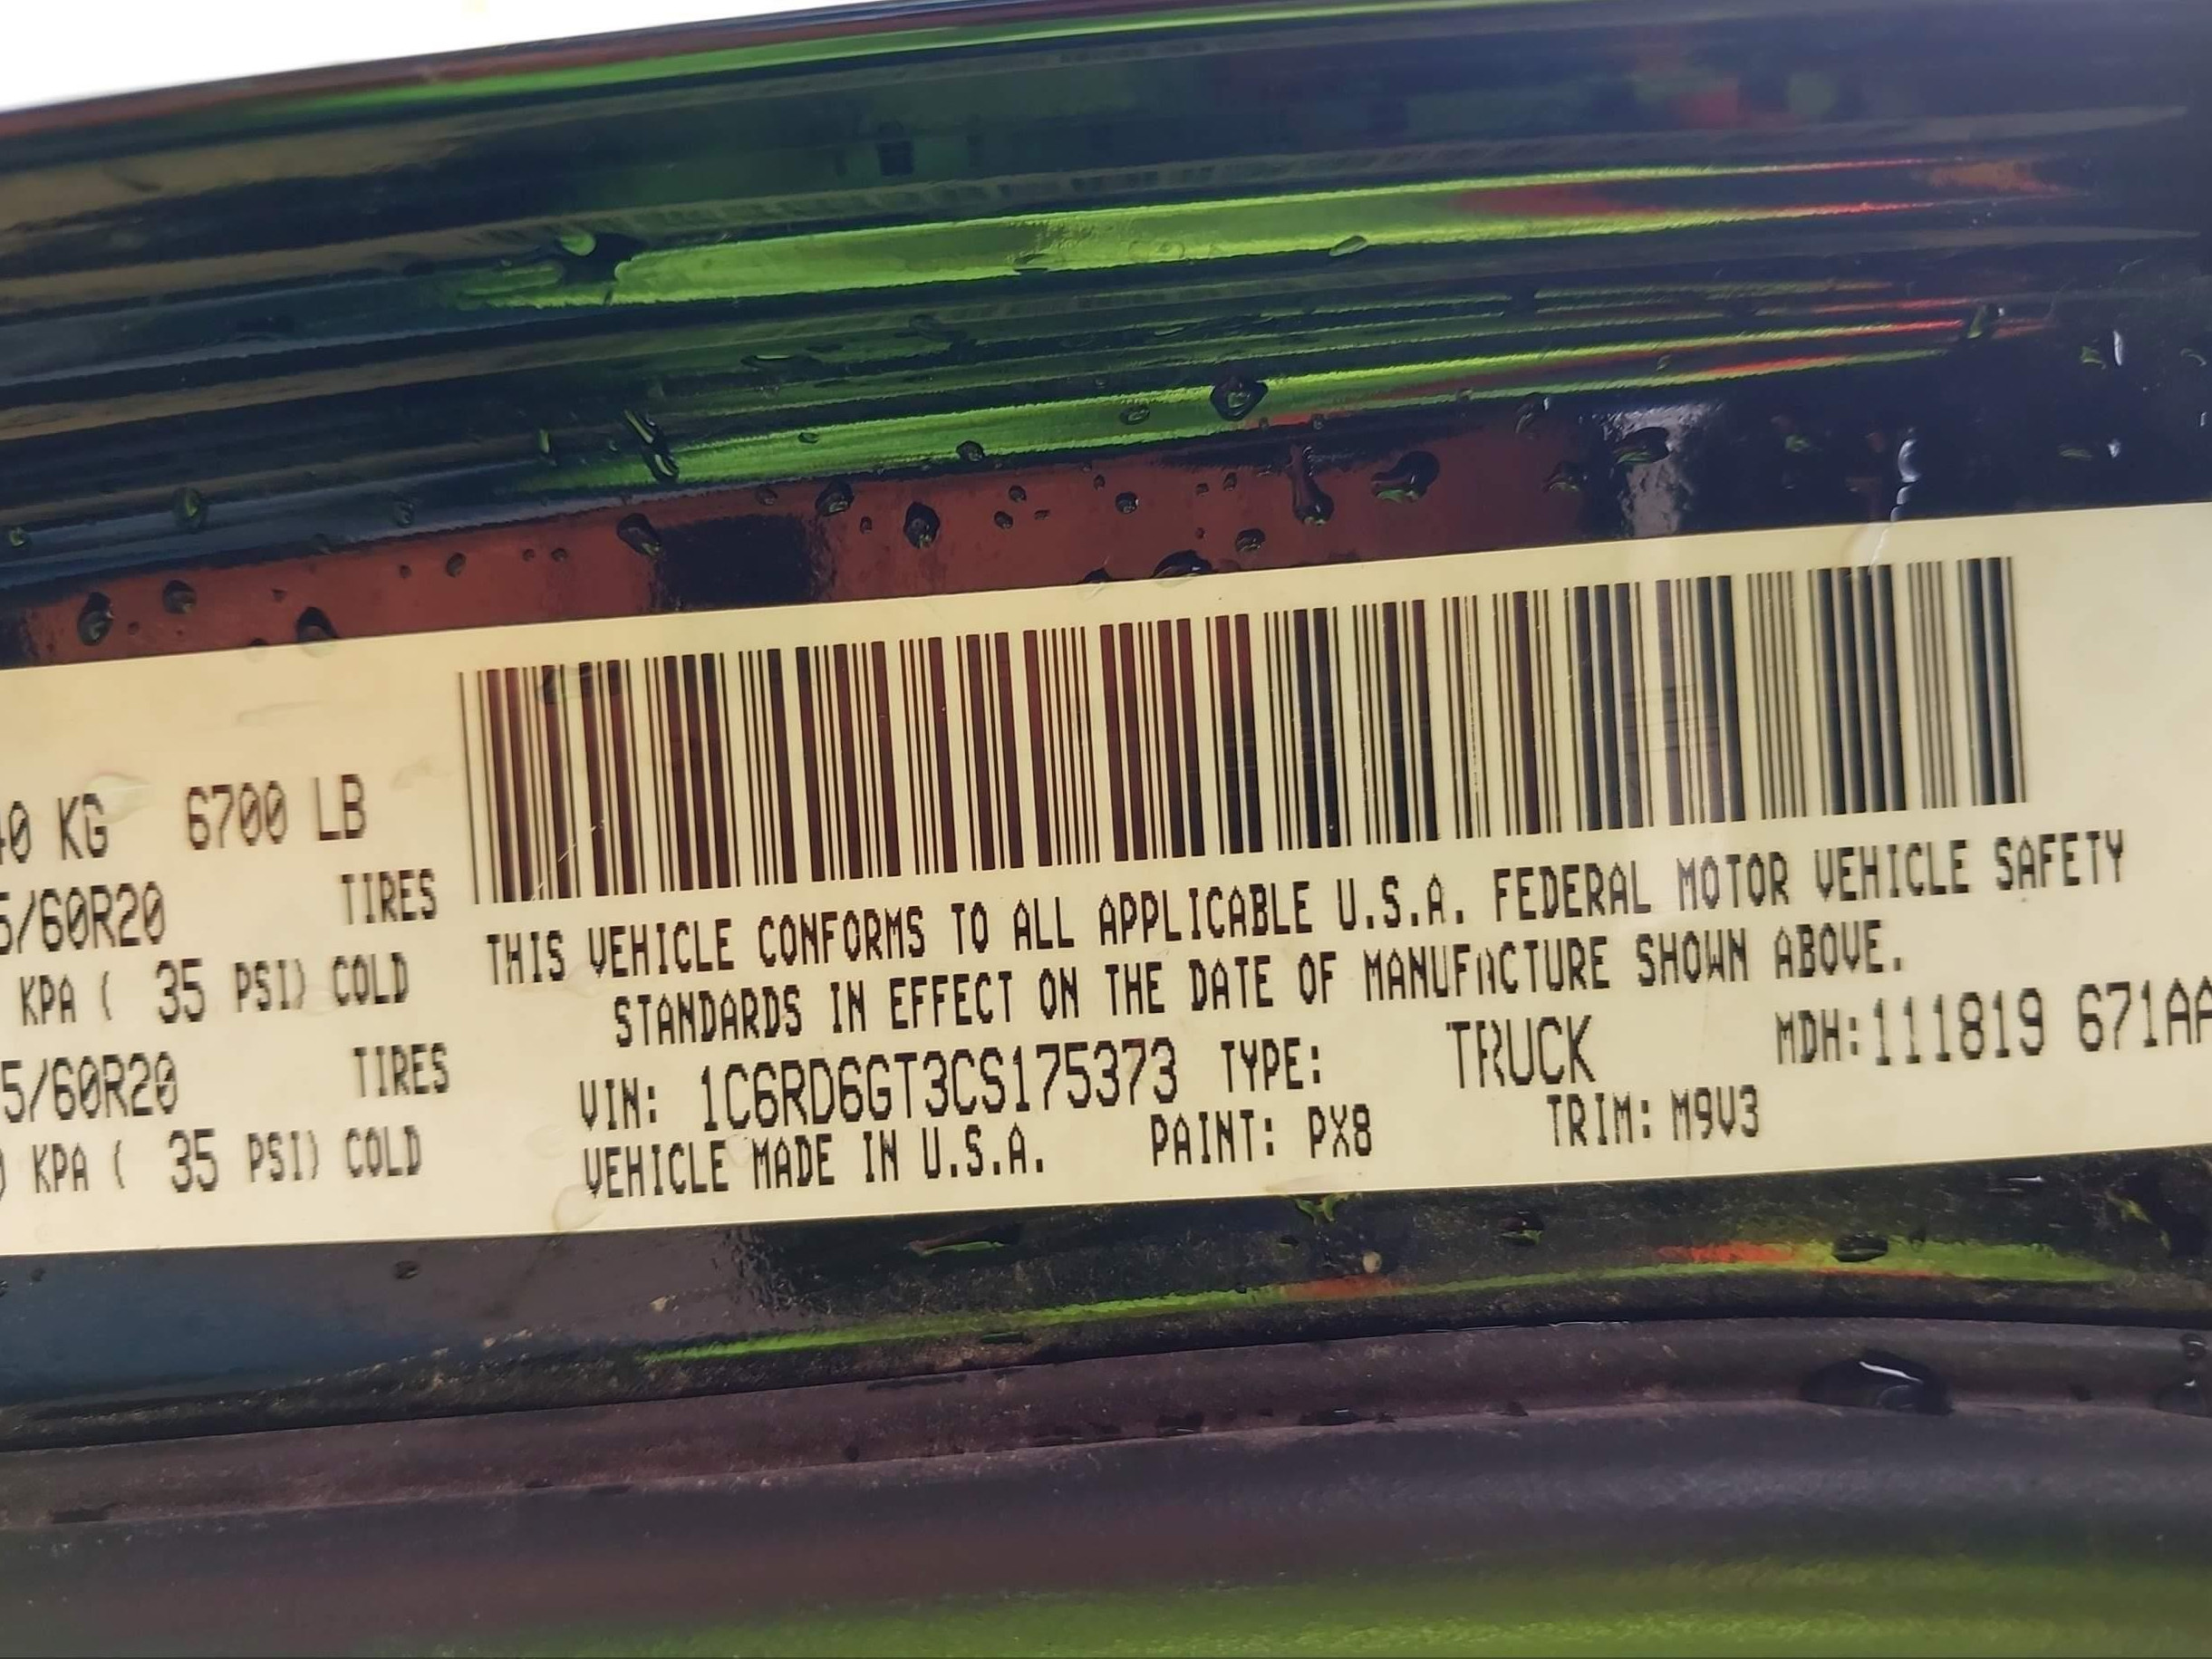 40 KG 6700 LB
5/60R20 TIRES
KPA ( 35 PSI) COLD
5/60R20 TIRES
KPA ( 35 PSI) COLD
THIS VEHICLE CONFORMS TO ALL APPLICABLE U.S.A. FEDERAL MOTOR VEHICLE SAFETY
STANDARDS IN EFFECT ON THE DATE OF MANUFACTURE SHOWN ABOVE.
VIN: 1C6RD6GT3CS175373 TYPE: TRUCK MDH:111819 671AA
VEHICLE MADE IN U.S.A. PAINT: PX8 TRIM: M9V3